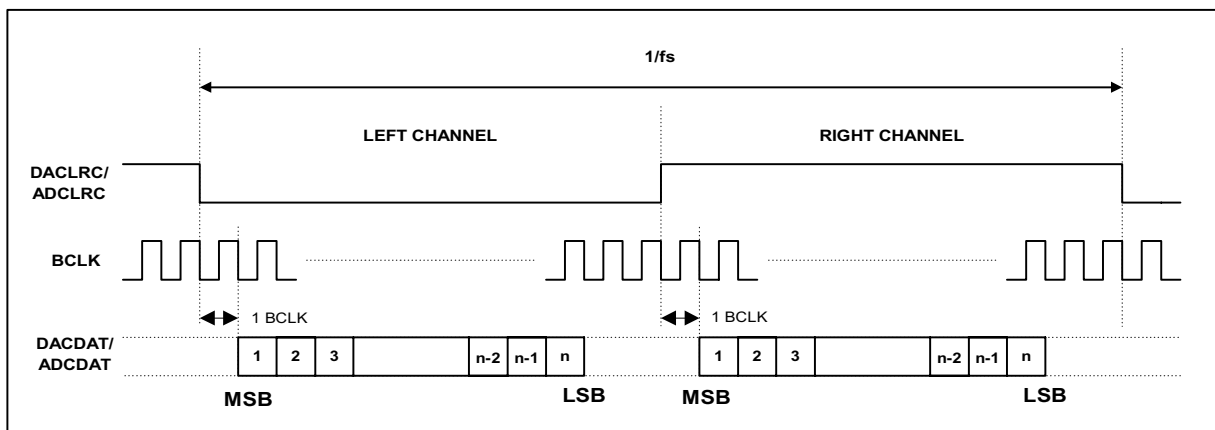 1/fs
LEFT CHANNEL
RIGHT CHANNEL
DACLRC/
ADCLRC
BCLK
1 BCLK
1 BCLK
DACDAT/
ADCDAT
1 2 3 n-2 n-1 n
1 2 3 n-2 n-1 n
MSB
LSB
MSB
LSB